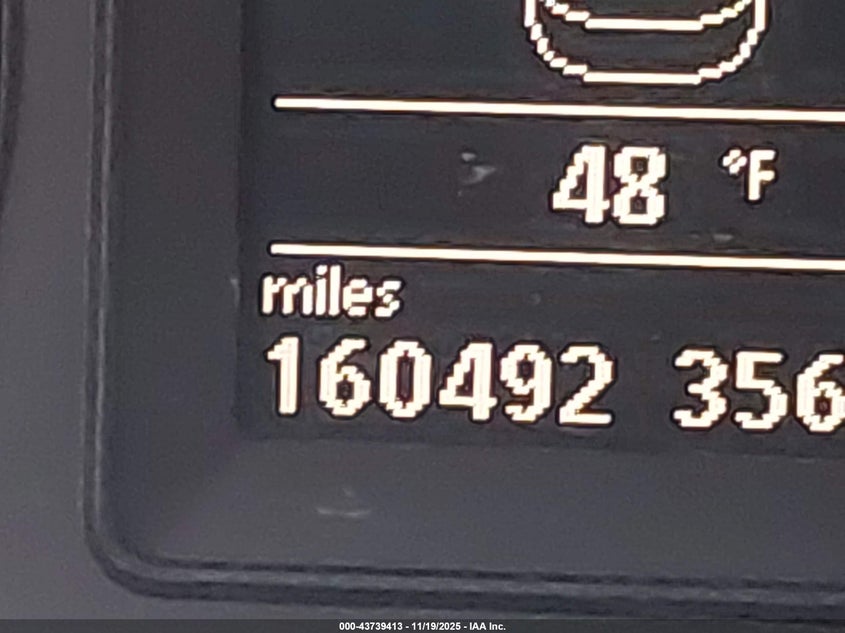 48 °F
miles
160492 356
000-43739413 - 11/19/2025 - IAA Inc.